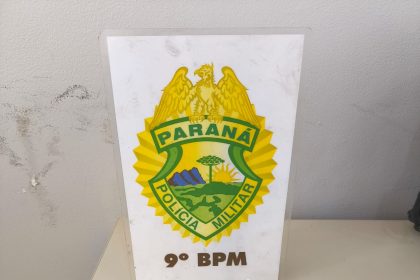 PARANÁ
POLÍCIA MILITAR
9º BPM